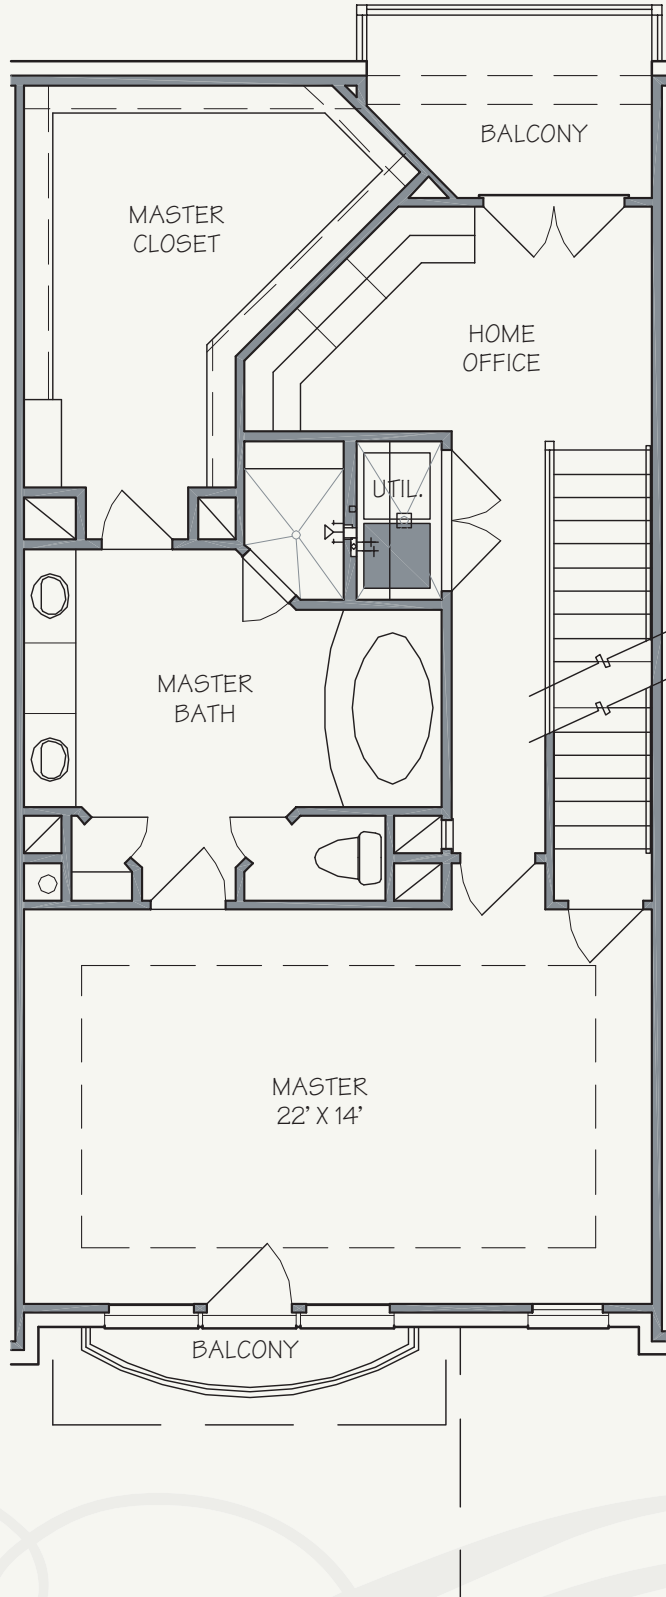 BALCONY
MASTER
CLOSET
HOME
OFFICE
UTIL.
MASTER
BATH
MASTER
22' X 14'
BALCONY